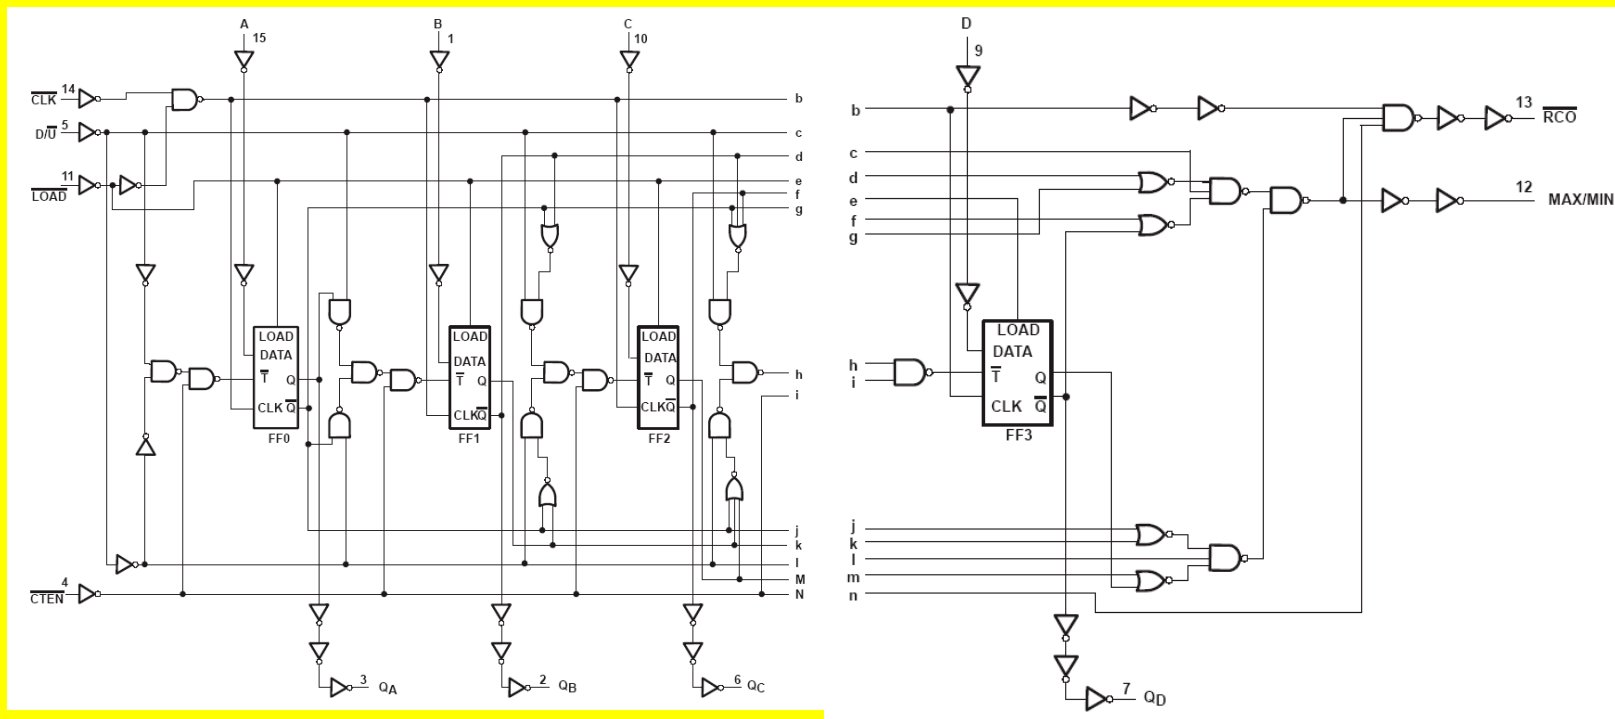 A
15
B
1
C
10
D
9
CLK 14
D/U 5
LOAD 11
b
c
d
e
f
g
b
c
d
e
f
g
13 RCO
12 MAX/MIN
LOAD
DATA
T Q
CLK Q
FF0
LOAD
DATA
T Q
CLK Q
FF1
LOAD
DATA
T Q
CLK Q
FF2
h
i
h
i
LOAD
DATA
T Q
CLK Q
FF3
j
k
l
M
N
j
k
l
m
n
CTEN 4
3 QA
2 QB
6 QC
7 QD